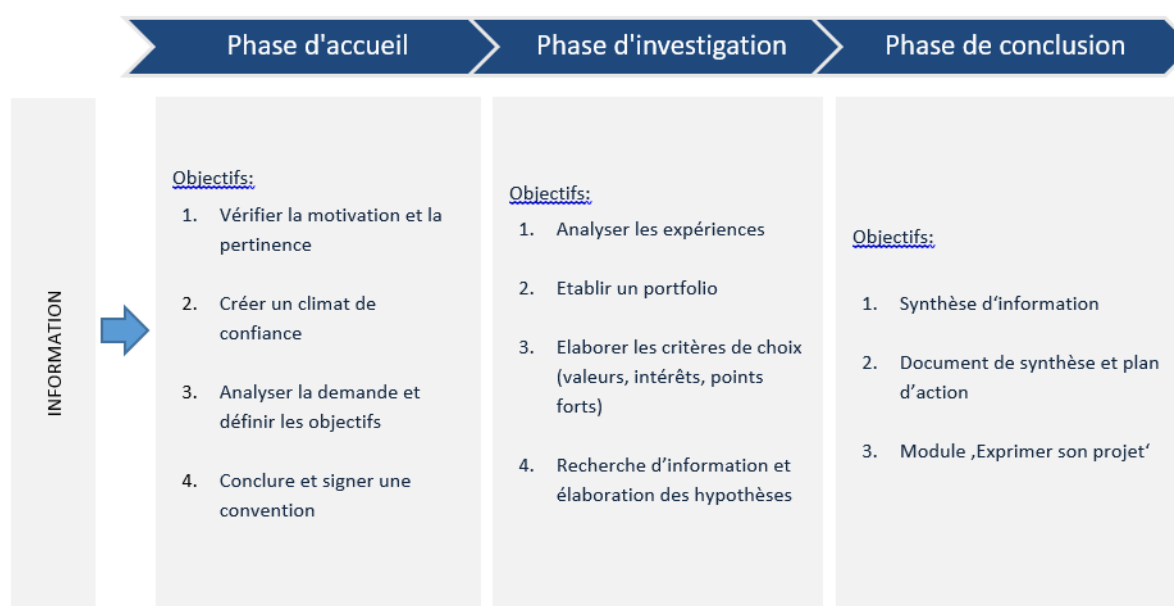 Phase d'accueil
Phase d'investigation
Phase de conclusion
INFORMATION
Objectifs:
1. Vérifier la motivation et la
pertinence
2. Créer un climat de
confiance
3. Analyser la demande et
définir les objectifs
4. Conclure et signer une
convention
Objectifs:
1. Analyser les expériences
2. Etablir un portfolio
3. Elaborer les critères de choix
(valeurs, intérêts, points
forts)
4. Recherche d’information et
élaboration des hypothèses
Objectifs:
1. Synthèse d‘information
2. Document de synthèse et plan
d’action
3. Module ‚Exprimer son projet‘